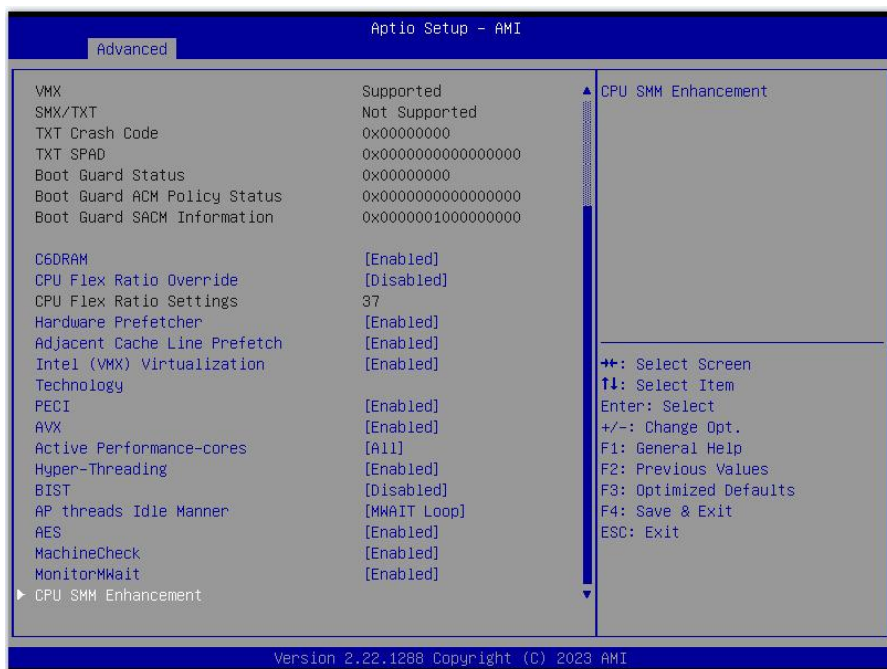 Aptio Setup – AMI
Advanced
VMX Supported
SMX/TXT Not Supported
TXT Crash Code 0x00000000
TXT SPAD 0x0000000000000000
Boot Guard Status 0x00000000
Boot Guard ACM Policy Status 0x0000000000000000
Boot Guard SACM Information 0x0000001000000000
C6DRAM [Enabled]
CPU Flex Ratio Override [Disabled]
CPU Flex Ratio Settings 37
Hardware Prefetcher [Enabled]
Adjacent Cache Line Prefetch [Enabled]
Intel (VMX) Virtualization [Enabled]
Technology
PECI [Enabled]
AVX [Enabled]
Active Performance-cores [All]
Hyper-Threading [Enabled]
BIST [Disabled]
AP threads Idle Manner [MWAIT Loop]
AES [Enabled]
MachineCheck [Enabled]
MonitorMWait [Enabled]
CPU SMM Enhancement
CPU SMM Enhancement
→←: Select Screen
↑↓: Select Item
Enter: Select
+/-: Change Opt.
F1: General Help
F2: Previous Values
F3: Optimized Defaults
F4: Save & Exit
ESC: Exit
Version 2.22.1288 Copyright (C) 2023 AMI